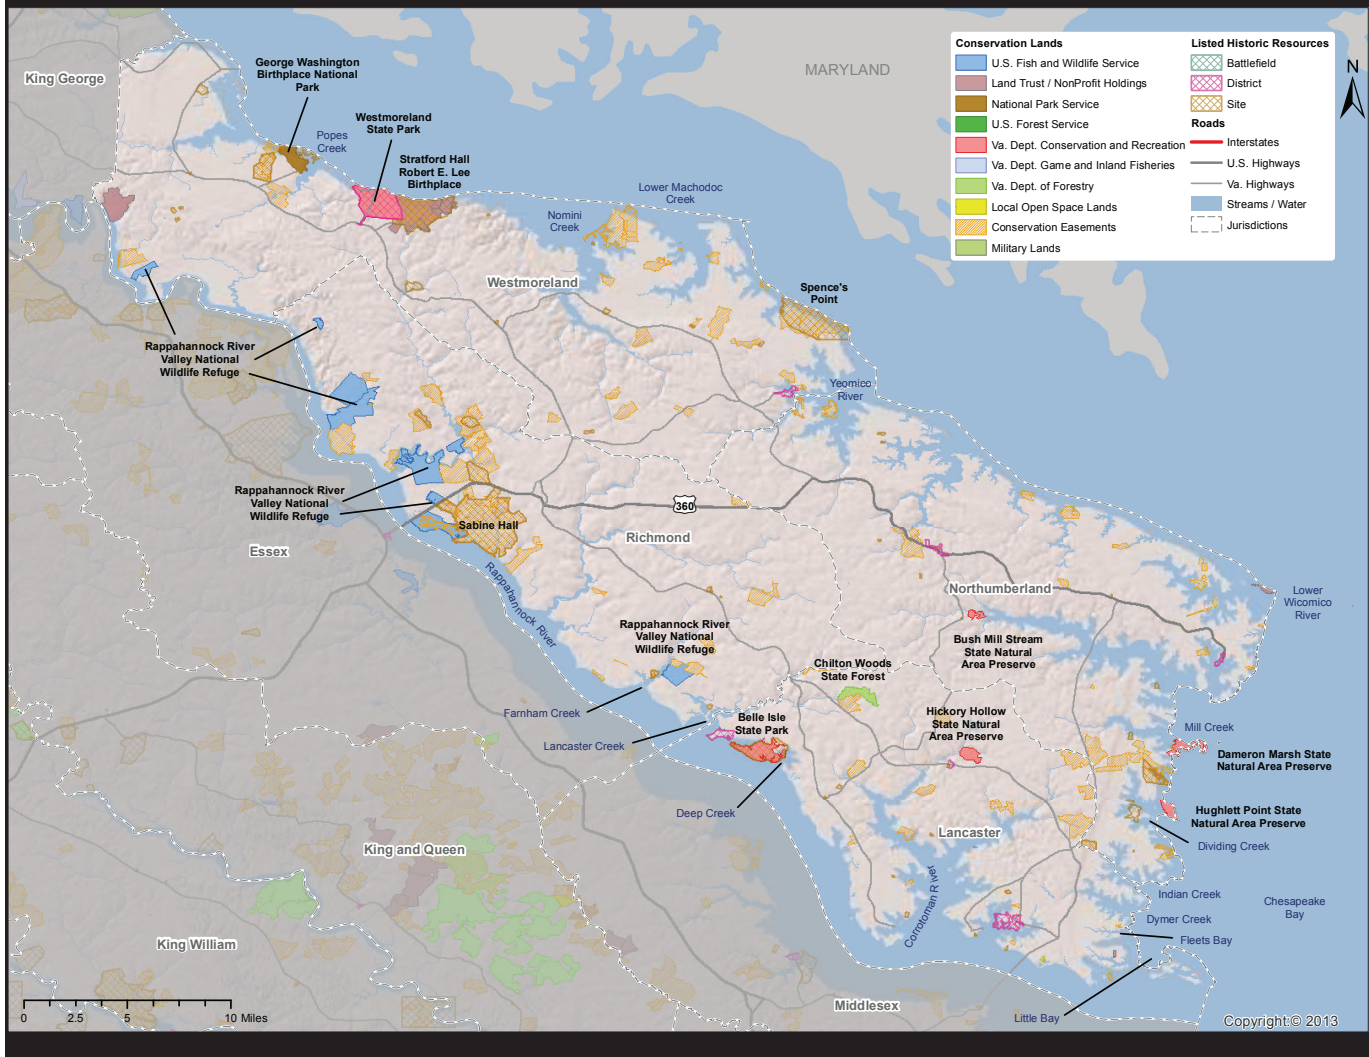 King George
George Washington
Birthplace National
Park
Popes
Creek
Westmoreland
State Park
Stratford Hall
Robert E. Lee
Birthplace
MARYLAND
Lower Machodoc
Creek
Nomini
Creek
Westmoreland
Spence's
Point
Conservation Lands
U.S. Fish and Wildlife Service
Land Trust / NonProfit Holdings
National Park Service
U.S. Forest Service
Va. Dept. Conservation and Recreation
Va. Dept. Game and Inland Fisheries
Va. Dept. of Forestry
Local Open Space Lands
Conservation Easements
Military Lands
Listed Historic Resources
Battlefield
District
Site
Roads
Interstates
U.S. Highways
Va. Highways
Streams / Water
Jurisdictions
N
Rappahannock River
Valley National
Wildlife Refuge
Yeomico
River
Rappahannock River
Valley National
Wildlife Refuge
Sabine Hall
360
Richmond
Essex
Rappahannock River
Northumberland
Lower
Wicomico
River
Rappahannock River
Valley National
Wildlife Refuge
Bush Mill Stream
State Natural
Area Preserve
Chilton Woods
State Forest
Farnham Creek
Lancaster Creek
Belle Isle
State Park
Hickory Hollow
State Natural
Area Preserve
Mill Creek
Dameron Marsh State
Natural Area Preserve
Deep Creek
Hughlett Point State
Natural Area Preserve
Dividing Creek
Lancaster
King and Queen
Corrotoman River
Indian Creek
Chesapeake
Bay
Dymer Creek
Fleets Bay
King William
Middlesex
Little Bay
0 2.5 5 10 Miles
Copyright:© 2013